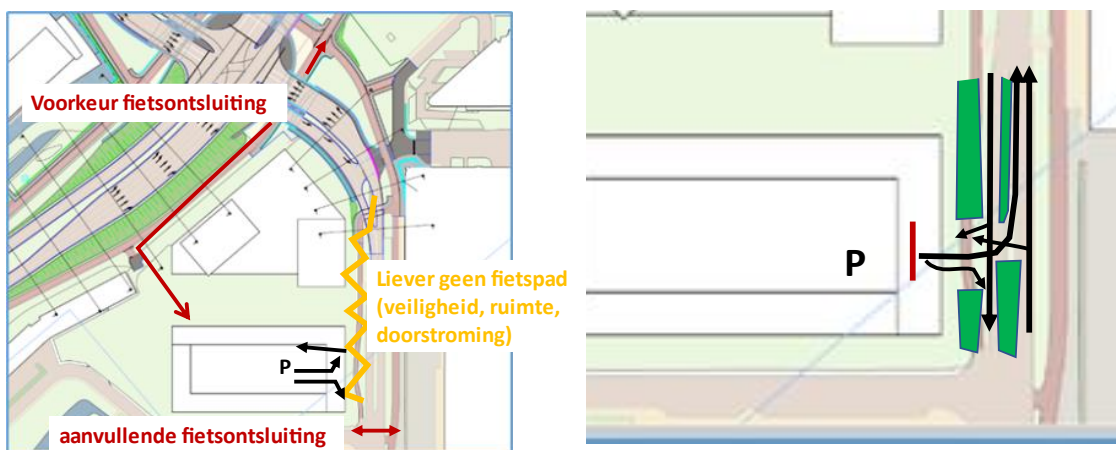 Voorkeur fietsontsluiting
Liever geen fietspad
(veiligheid, ruimte,
doorstroming)
P
aanvullende fietsontsluiting
P